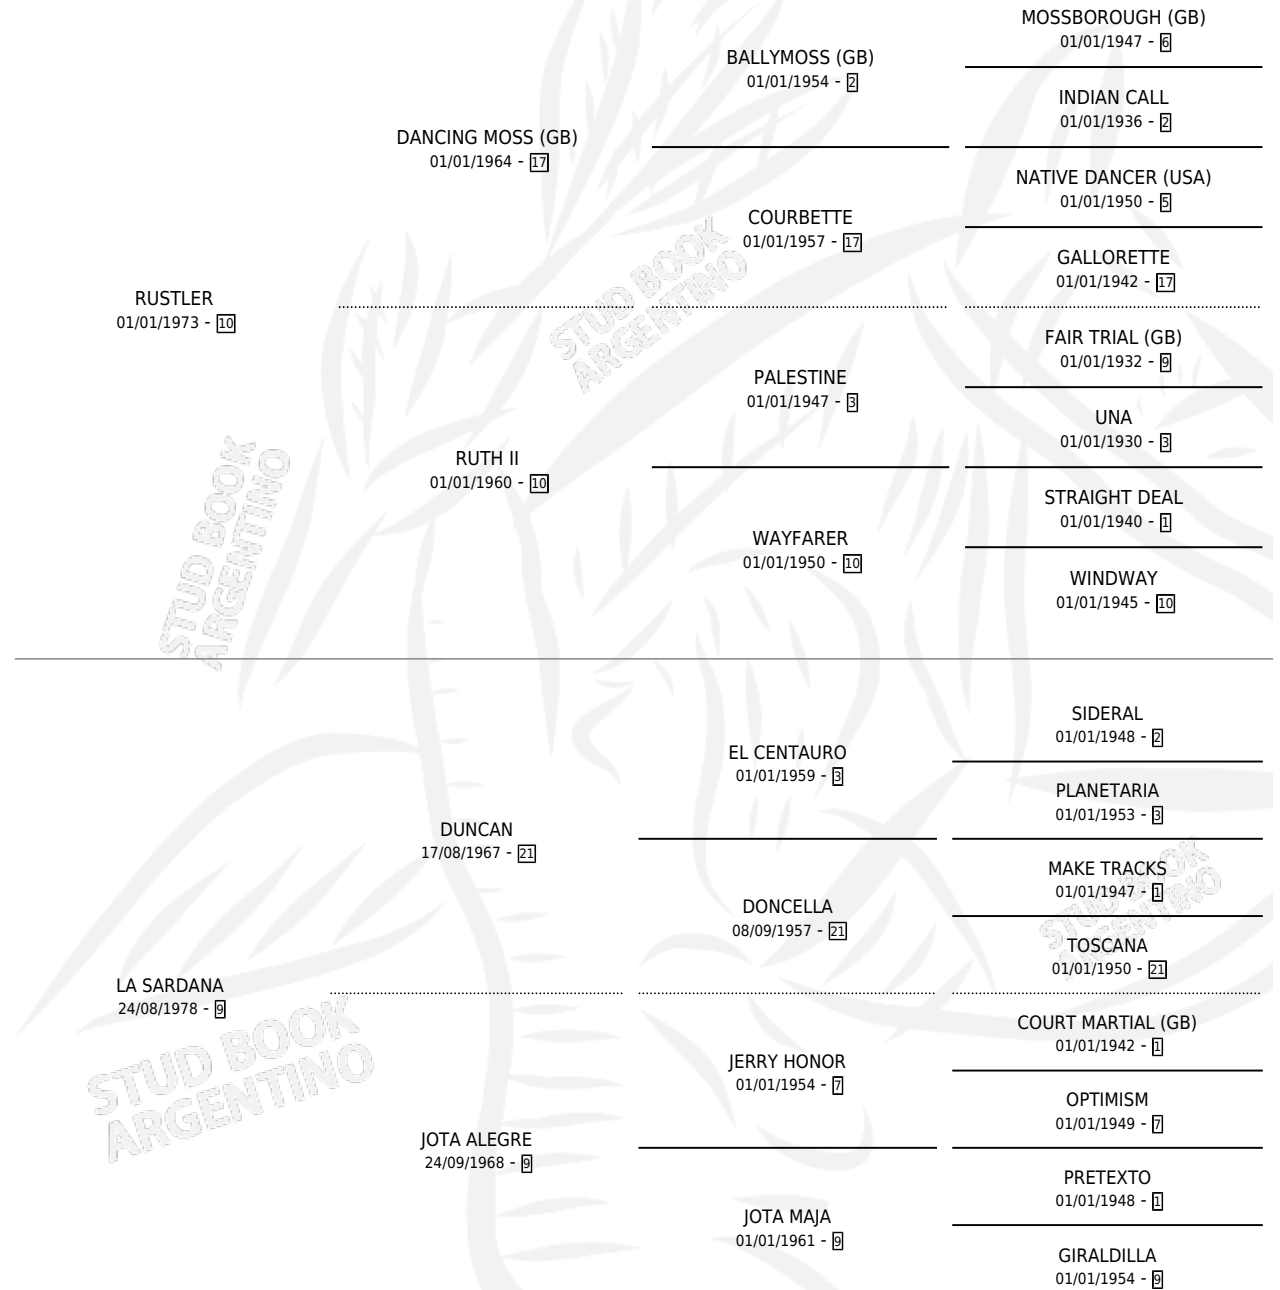 MOSSBOROUGH (GB)
01/01/1947 - 6
BALLYMOSS (GB)
01/01/1954 - 2
INDIAN CALL
01/01/1936 - 2
DANCING MOSS (GB)
01/01/1964 - 17
NATIVE DANCER (USA)
01/01/1950 - 5
COURBETTE
01/01/1957 - 17
GALLORETTE
01/01/1942 - 17
RUSTLER
01/01/1973 - 10
STUD BOOK
ARGENTINO
FAIR TRIAL (GB)
01/01/1932 - 9
PALESTINE
01/01/1947 - 3
UNA
01/01/1930 - 3
RUTH II
01/01/1960 - 10
STRAIGHT DEAL
01/01/1940 - 1
WAYFARER
01/01/1950 - 10
WINDWAY
01/01/1945 - 10
STUD BOOK
ARGENTINO
SIDERAL
01/01/1948 - 2
EL CENTAURO
01/01/1959 - 3
PLANETARIA
01/01/1953 - 3
DUNCAN
17/08/1967 - 21
MAKE TRACKS
01/01/1947 - 1
DONCELLA
08/09/1957 - 21
STUD BOOK
ARGENTINO
TOSCANA
01/01/1950 - 21
LA SARDANA
24/08/1978 - 9
STUD BOOK
ARGENTINO
COURT MARTIAL (GB)
01/01/1942 - 1
JERRY HONOR
01/01/1954 - 7
OPTIMISM
01/01/1949 - 7
JOTA ALEGRE
24/09/1968 - 9
PRETEXTO
01/01/1948 - 1
JOTA MAJA
01/01/1961 - 9
GIRALDILLA
01/01/1954 - 9